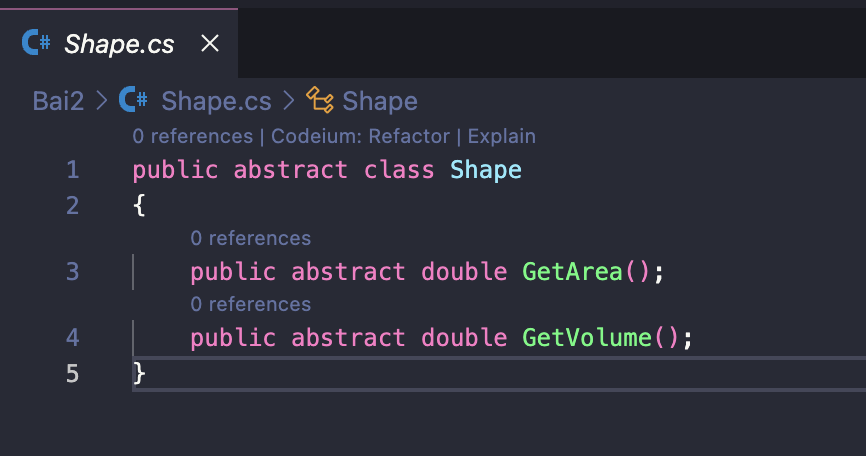 Shape.cs
Bai2 > Shape.cs > Shape
0 references | Codeium: Refactor | Explain
1 public abstract class Shape
2 {
0 references
3 public abstract double GetArea();
0 references
4 public abstract double GetVolume();
5 }